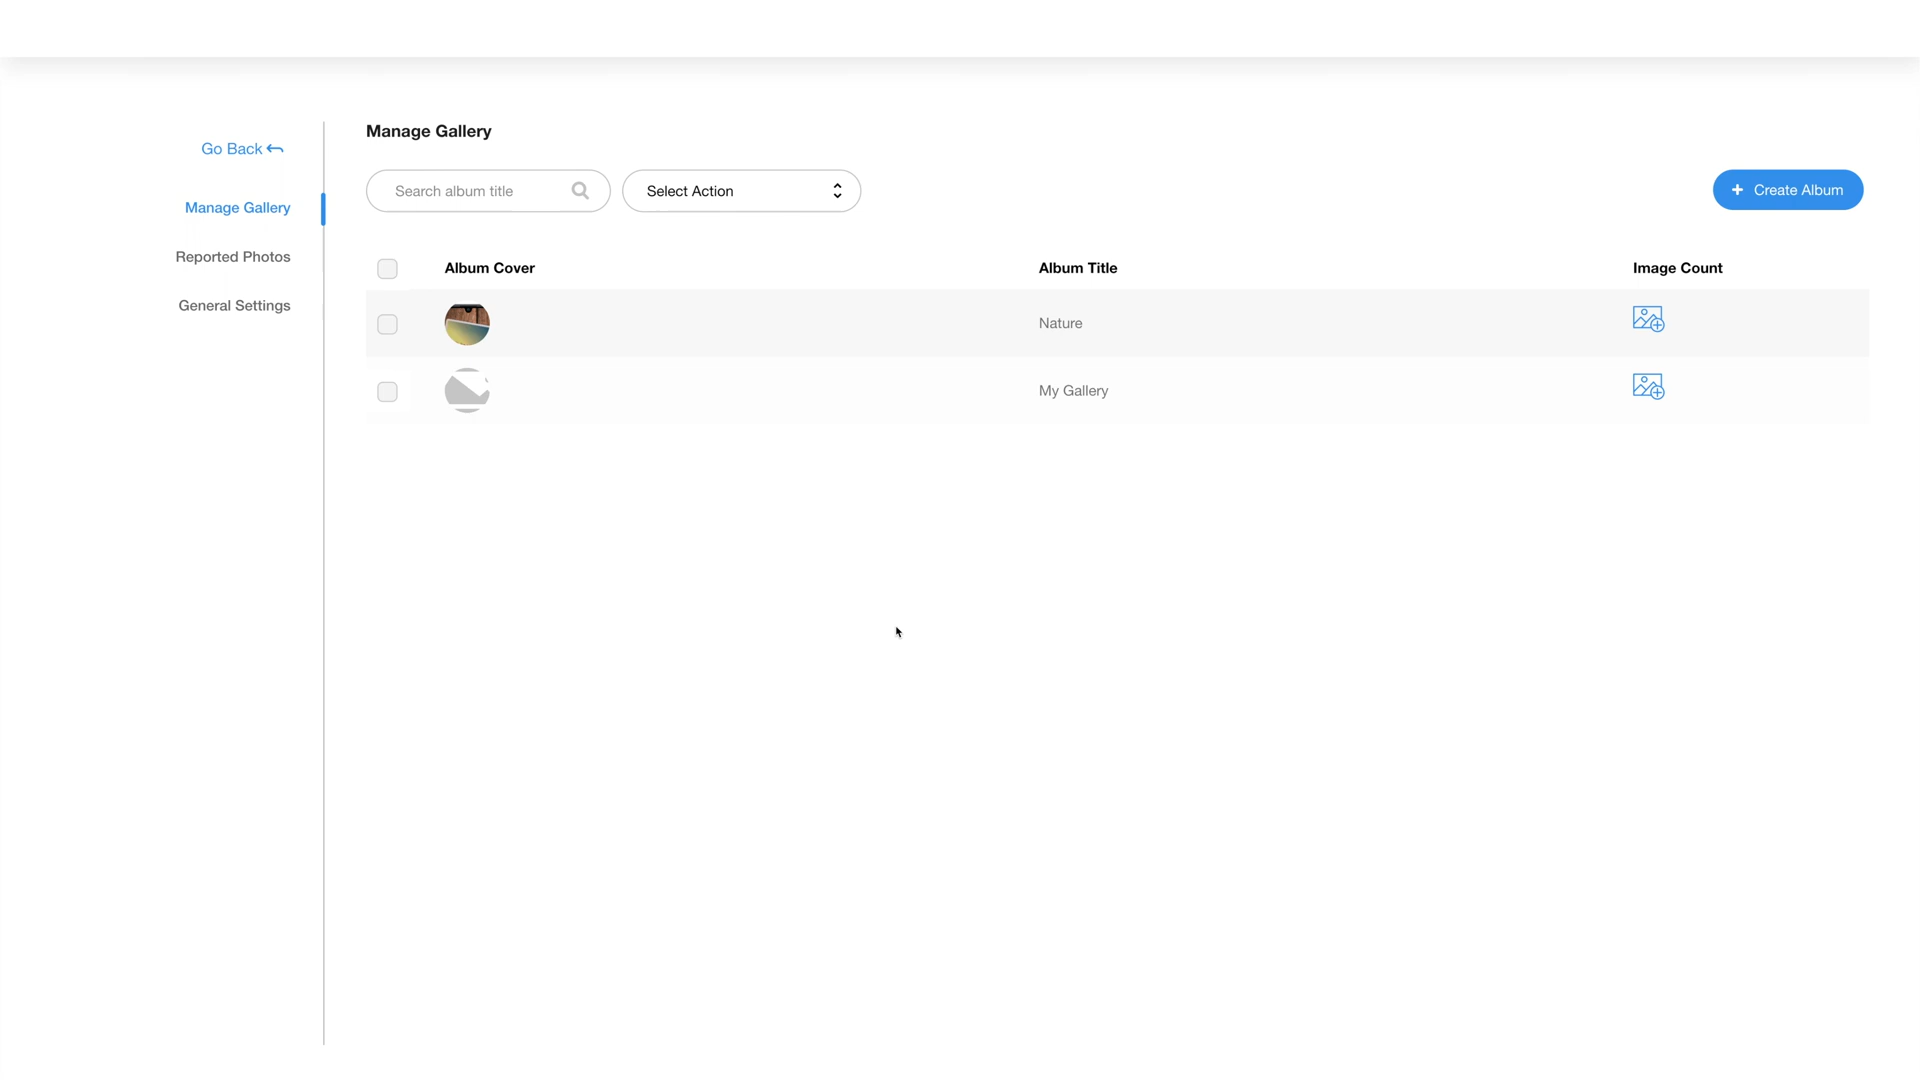 Go Back
Manage Gallery
Reported Photos
General Settings
Manage Gallery
Search album title
Select Action
+ Create Album
Album Cover
Album Title
Image Count
Nature
My Gallery